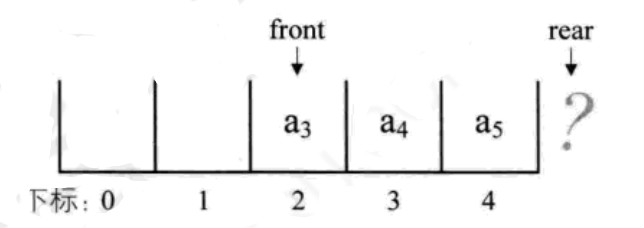 front rear
a₃ a₄ a₅ ?
下标: 0 1 2 3 4